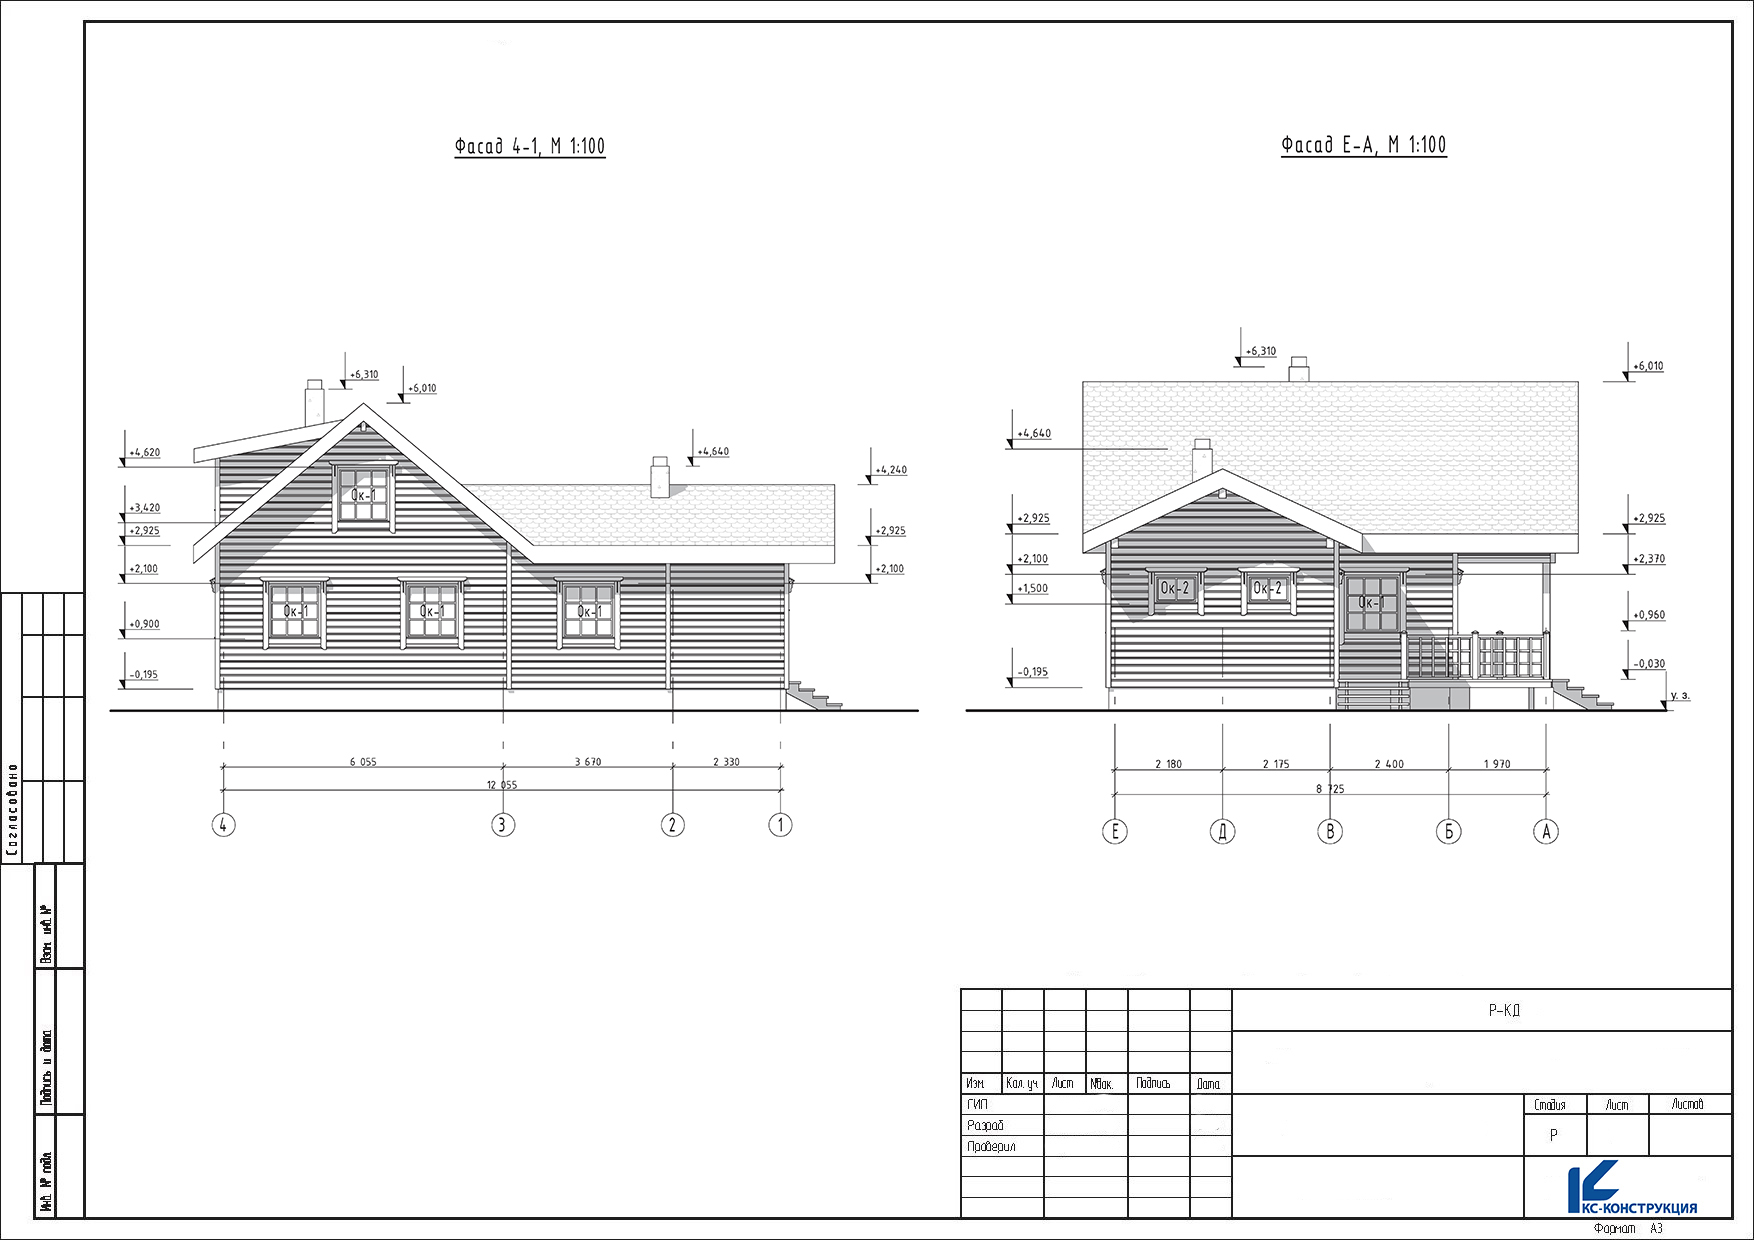 Фасад 4-1, М 1:100
Фасад Е-А, М 1:100
+6,310
+6,010
+4,620
+3,420
+2,925
+2,100
+0,900
-0,195
+4,640
+4,240
+2,925
+2,100
Ок-1
Ок-1
Ок-1
Ок-1
6 055
3 670
2 330
12 055
4
3
2
1
+6,310
+6,010
+4,640
+2,925
+2,100
+1,500
-0,195
+2,925
+2,370
+0,960
-0,030
у. з.
Ок-2
Ок-2
Ок-1
2 180
2 175
2 400
1 970
8 725
Е
Д
В
Б
А
Согласовано
Взам. инв. №
Подпись и дата
Инв. № подл.
Р-КД
Изм.
Кол. уч
Лист
№док.
Подпись
Дата
ГИП
Разраб
Проверил
Стадия
Лист
Листов
Р
КС-КОНСТРУКЦИЯ
Формат А3